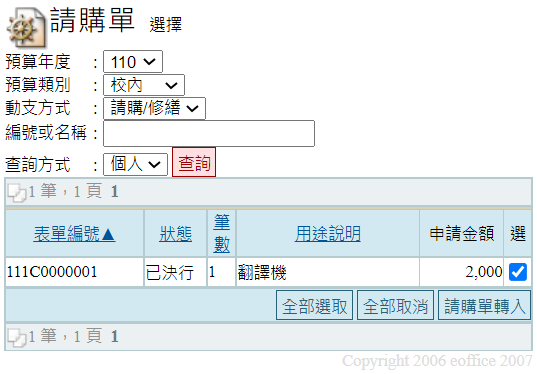 請購單 選擇
預算年度 : 110
預算類別 : 校內
動支方式 : 請購/修繕
編號或名稱 :
查詢方式 : 個人 查詢
1 筆，1 頁 1
表單編號▲ 狀態 筆數 用途說明 申請金額 選
111C0000001 已決行 1 翻譯機 2,000
全部選取 全部取消 請購單轉入
1 筆，1 頁 1
Copyright 2006 eoffice 2007